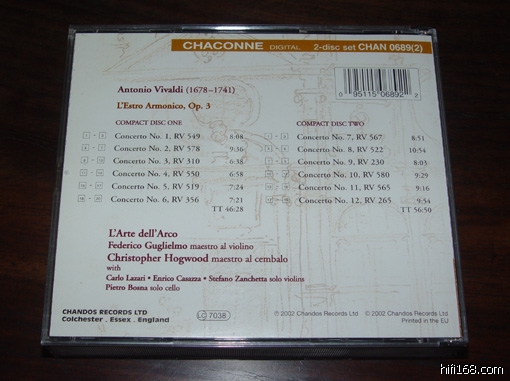 CHACONNE DIGITAL 2-disc set CHAN 0689(2)
Antonio Vivaldi (1678–1741)
L'Estro Armonico, Op. 3
0 95115 06892 2
COMPACT DISC ONE
Concerto No. 1, RV 549 8:08
Concerto No. 2, RV 578 9:36
Concerto No. 3, RV 310 6:38
Concerto No. 4, RV 550 6:58
Concerto No. 5, RV 519 7:24
Concerto No. 6, RV 356 7:21
TT 46:28
COMPACT DISC TWO
Concerto No. 7, RV 567 8:51
Concerto No. 8, RV 522 10:54
Concerto No. 9, RV 230 8:03
Concerto No. 10, RV 580 9:29
Concerto No. 11, RV 565 9:16
Concerto No. 12, RV 265 9:34
TT 56:50
L'Arte dell'Arco
Federico Guglielmo maestro al violino
Christopher Hogwood maestro al cembalo
with
Carlo Lazari • Enrico Casazza • Stefano Zanchetta solo violins
Pietro Bosna solo cello
CHANDOS RECORDS LTD
Colchester . Essex . England
LC 7038
℗ 2002 Chandos Records Ltd
© 2002 Chandos Records Ltd
Printed in the EU
hifi168.com